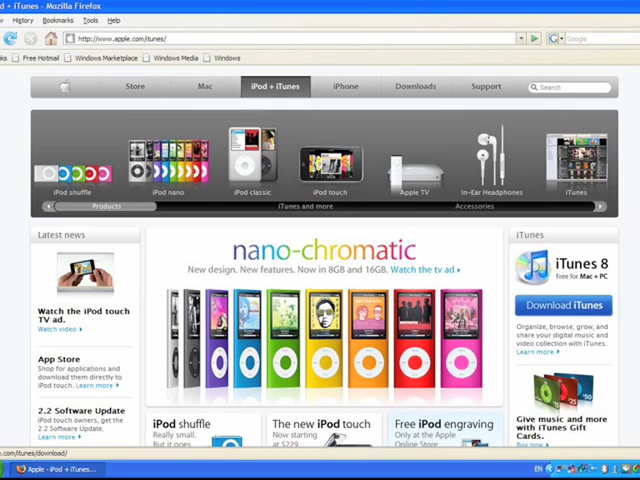 d + iTunes - Mozilla Firefox
w History Bookmarks Tools Help
http://www.apple.com/itunes/
Google
ks Free Hotmail Windows Marketplace Windows Media Windows
Store Mac iPod + iTunes iPhone Downloads Support Search
iPod shuffle iPod nano iPod classic iPod touch Apple TV In-Ear Headphones iTunes
Products iTunes and more Accessories
Latest news
Watch the iPod touch
TV ad.
Watch video
App Store
Shop for applications and
download them directly to
iPod touch. Learn more
2.2 Software Update
iPod touch owners, get the
2.2 Software Update.
Learn more
nano-chromatic
New design. New features. Now in 8GB and 16GB. Watch the tv ad
iPod shuffle
Really small.
But it goes
The new iPod touch
Now starting
at $229
Free iPod engraving
Only at the Apple
Online Store
iTunes
iTunes 8
Free for Mac + PC
Download iTunes
Organize, browse, grow, and
share your digital music and
video collection with iTunes.
Learn more
$25
$50
Give music and more
with iTunes Gift
Cards.
Buy now
e.com/itunes/download/
Apple - iPod + iTunes...
EN